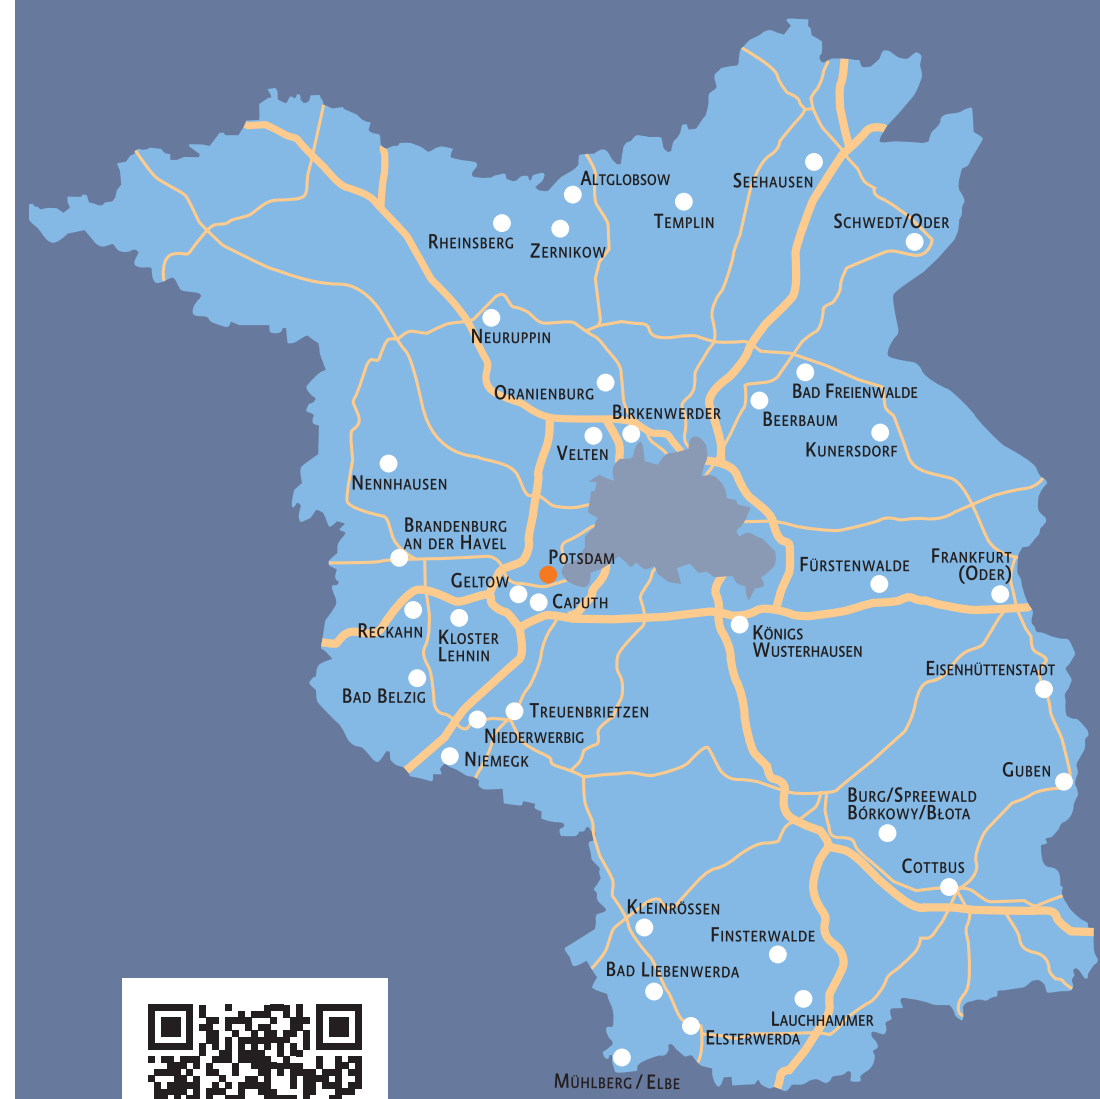 Altglobsow
Seehausen
Templin
Schwedt/Oder
Rheinsberg
Zernikow
Neuruppin
Oranienburg
Bad Freienwalde
Birkenwerder
Beerbaum
Velten
Kunersdorf
Nennhausen
Brandenburg
an der Havel
Potsdam
Frankfurt
(Oder)
Fürstenwalde
Geltow
Caputh
Reckahn
Kloster
Lehnin
Königs
Wusterhausen
Eisenhüttenstadt
Bad Belzig
Treuenbrietzen
Niederwerbig
Niemegk
Guben
Burg/Spreewald
Bórkowy/Błota
Cottbus
Kleinrössen
Finsterwalde
Bad Liebenwerda
Lauchhammer
Elsterwerda
Mühlberg / Elbe